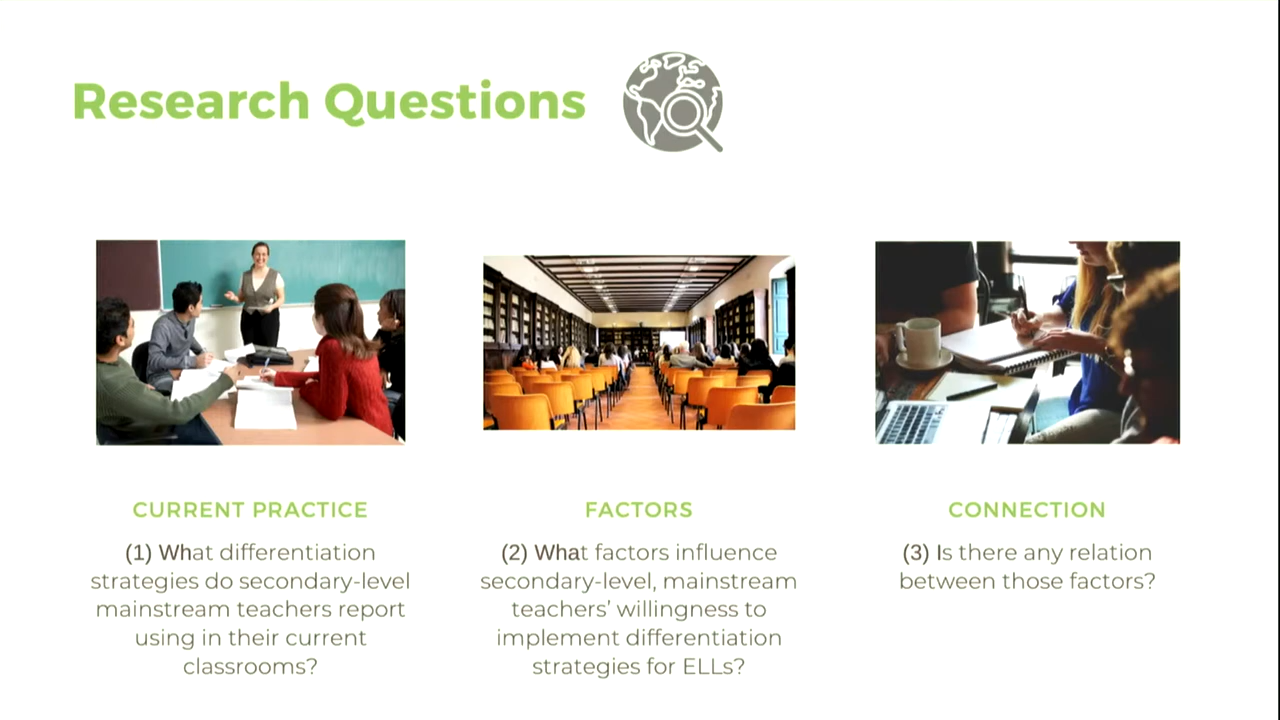 Research Questions
CURRENT PRACTICE
(1) What differentiation
strategies do secondary-level
mainstream teachers report
using in their current
classrooms?
FACTORS
(2) What factors influence
secondary-level, mainstream
teachers' willingness to
implement differentiation
strategies for ELLs?
CONNECTION
(3) Is there any relation
between those factors?